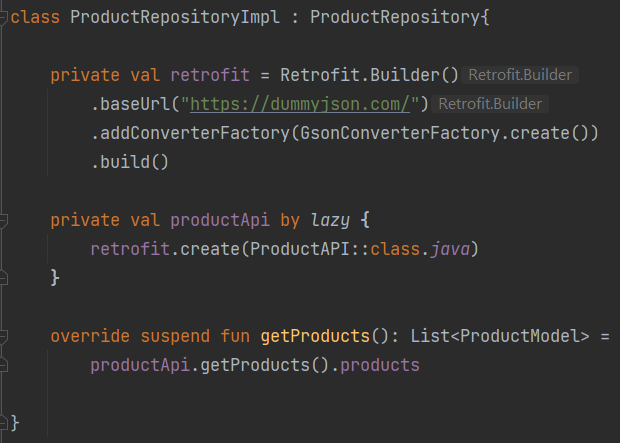 class ProductRepositoryImpl : ProductRepository{
private val retrofit = Retrofit.Builder() Retrofit.Builder
.baseUrl("https://dummyjson.com/") Retrofit.Builder
.addConverterFactory(GsonConverterFactory.create())
.build()
private val productApi by lazy {
retrofit.create(ProductAPI::class.java)
}
override suspend fun getProducts(): List<ProductModel> =
productApi.getProducts().products
}